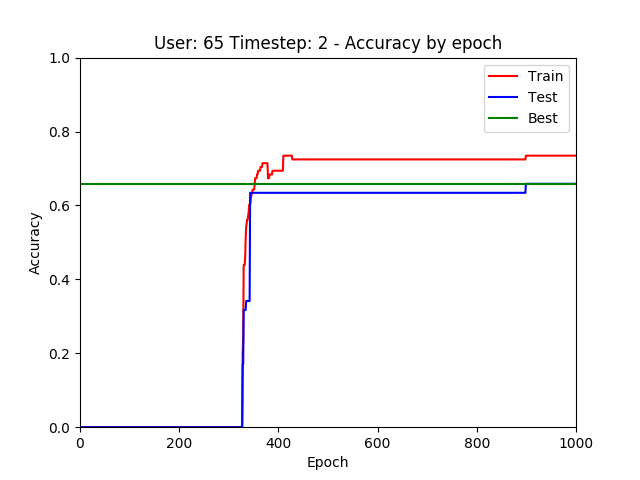 User: 65 Timestep: 2 - Accuracy by epoch
1.0
0.8
0.6
0.4
0.2
0.0
Accuracy
Train
Test
Best
0 200 400 600 800 1000
Epoch